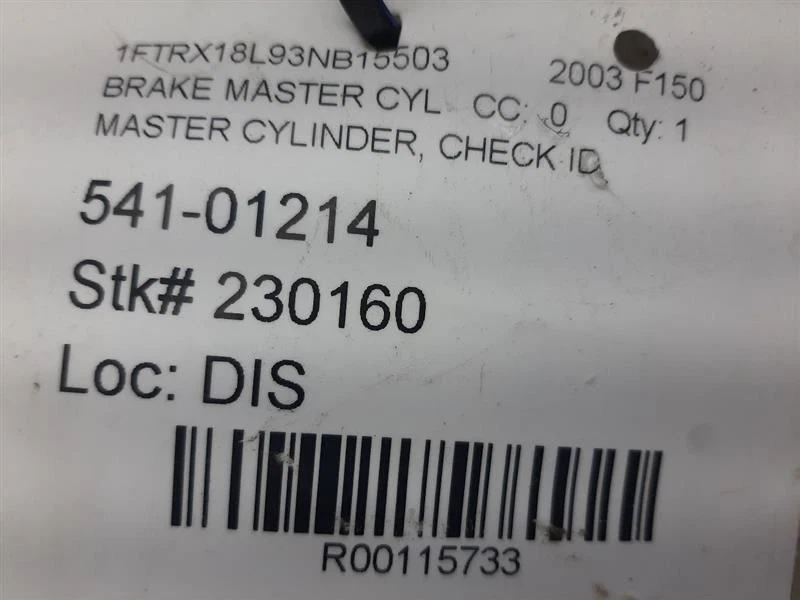 1FTRX18L93NB15503 2003 F150
BRAKE MASTER CYL CC: 0 Qty: 1
MASTER CYLINDER, CHECK ID
541-01214
Stk# 230160
Loc: DIS
R00115733